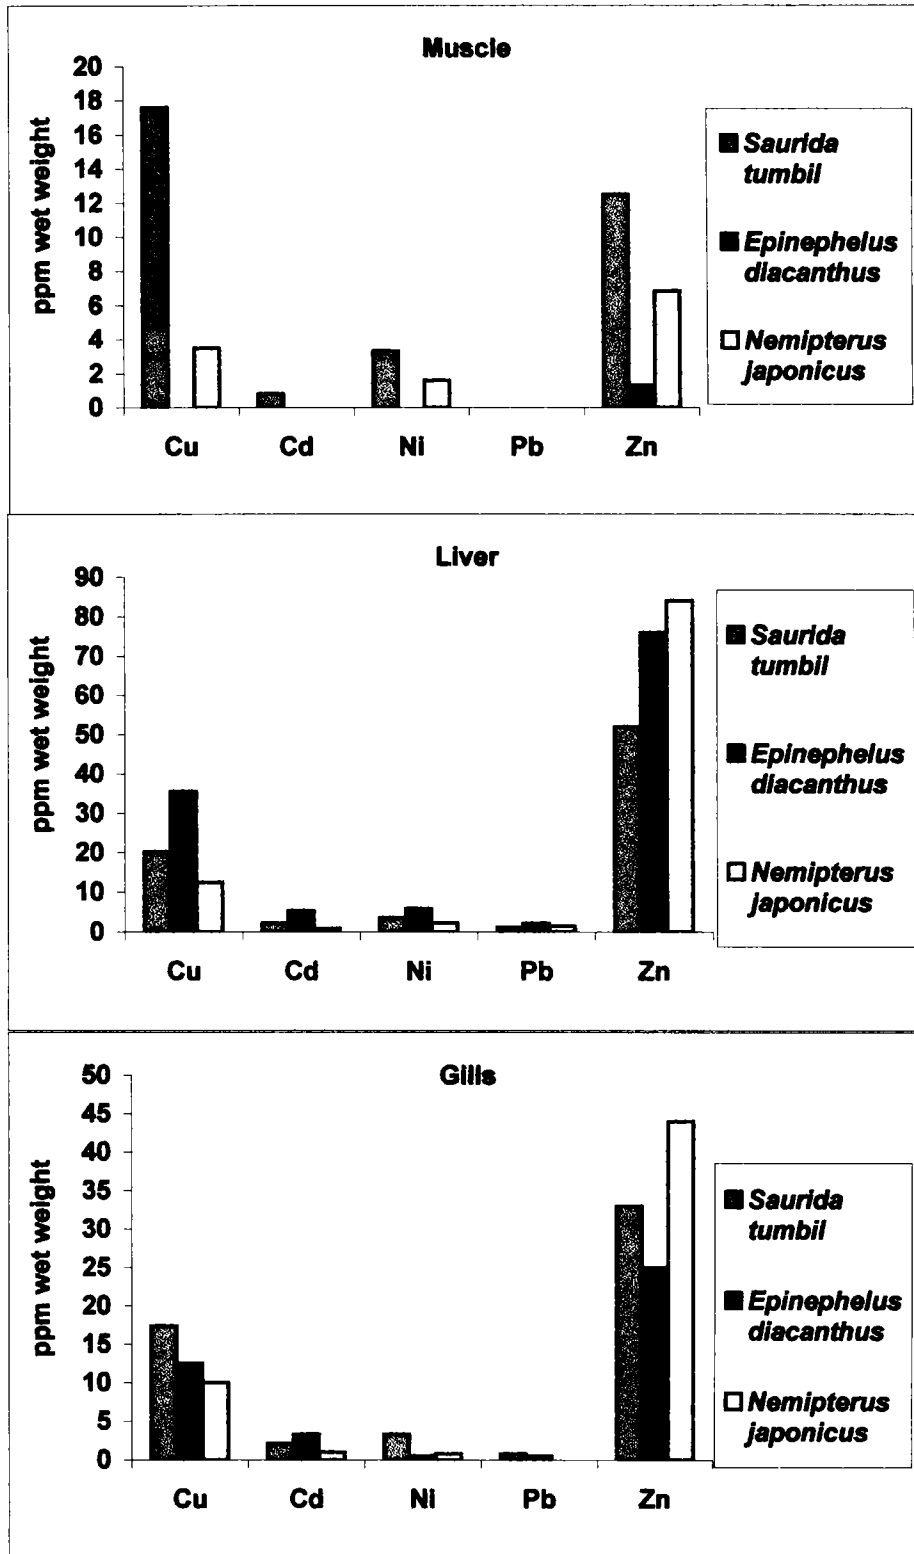 Muscle
20
18
16
14
12
10
8
6
4
2
0
ppm wet weight
Cu Cd Ni Pb Zn
Saurida
tumbil
Epinephelus
diacanthus
Nemipterus
japonicus
Liver
90
80
70
60
50
40
30
20
10
0
ppm wet weight
Cu Cd Ni Pb Zn
Saurida
tumbil
Epinephelus
diacanthus
Nemipterus
japonicus
Gills
50
45
40
35
30
25
20
15
10
5
0
ppm wet weight
Cu Cd Ni Pb Zn
Saurida
tumbil
Epinephelus
diacanthus
Nemipterus
japonicus